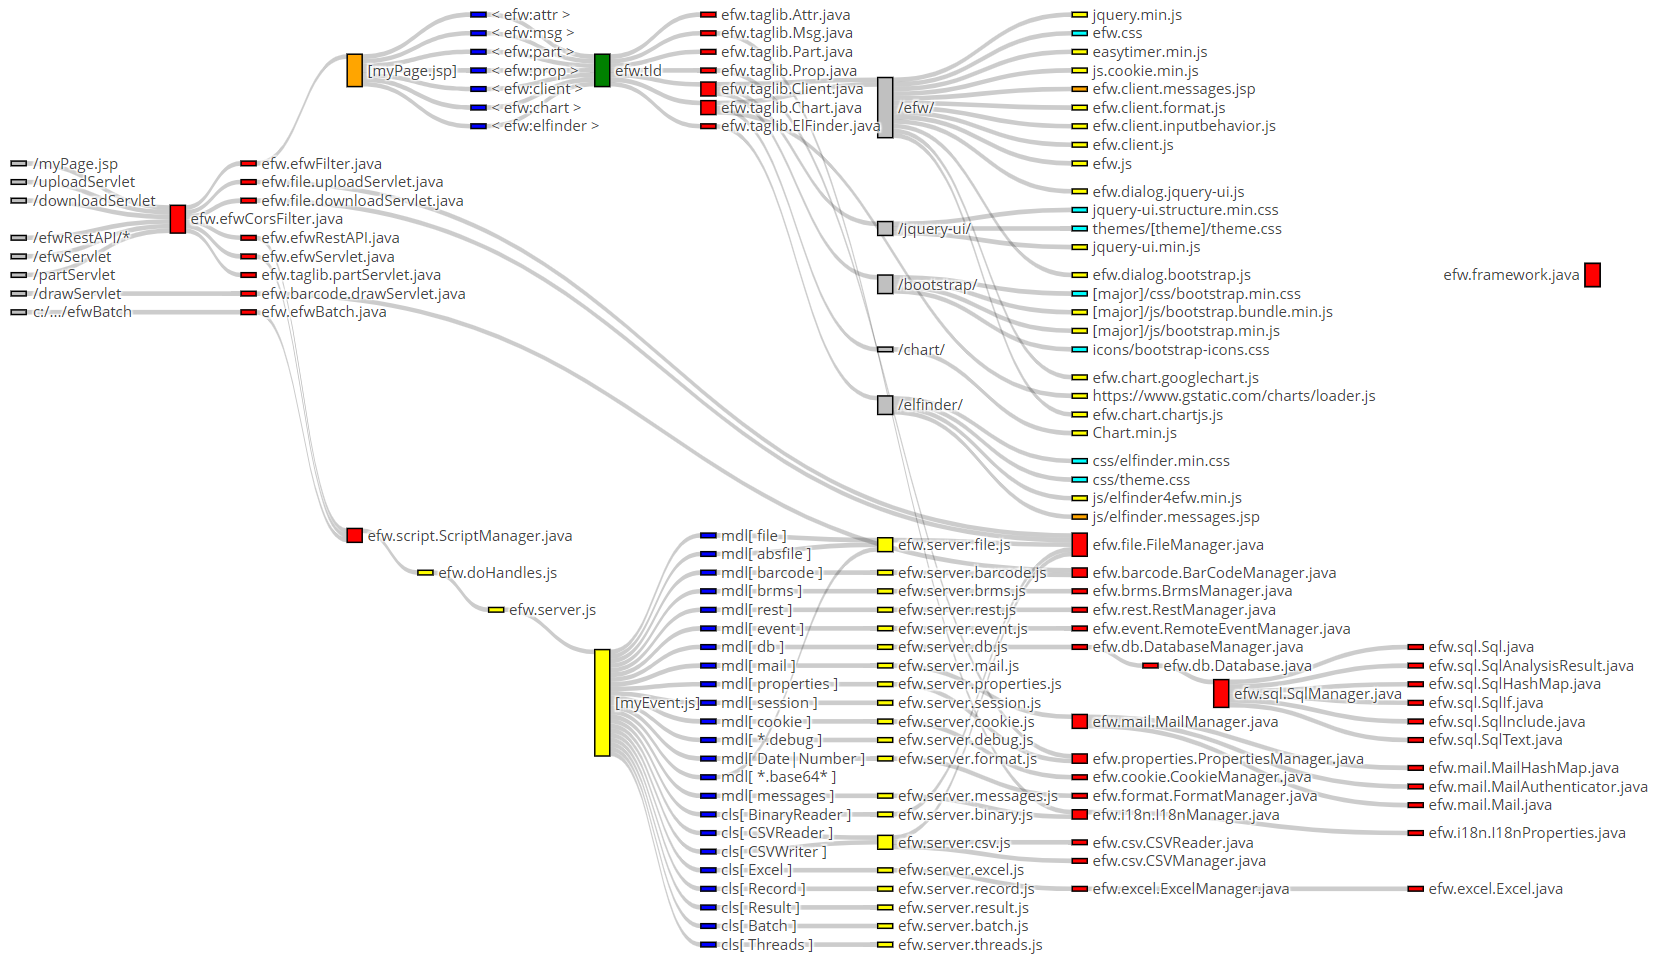 /myPage.jsp
/uploadServlet
/downloadServlet
/efwRestAPI/*
/efwServlet
/partServlet
/drawServlet
c:/.../efwBatch
efw.efwCorsFilter.java
efw.efwFilter.java
efw.file.uploadServlet.java
efw.file.downloadServlet.java
efw.efwRestAPI.java
efw.efwServlet.java
efw.taglib.partServlet.java
efw.barcode.drawServlet.java
efw.efwBatch.java
[myPage.jsp]
efw.script.ScriptManager.java
efw.doHandles.js
efw.server.js
< efw:attr >
< efw:msg >
< efw:part >
< efw:prop >
< efw:client >
< efw:chart >
< efw:elfinder >
efw.tld
[myEvent.js]
efw.taglib.Attr.java
efw.taglib.Msg.java
efw.taglib.Part.java
efw.taglib.Prop.java
efw.taglib.Client.java
efw.taglib.Chart.java
efw.taglib.ElFinder.java
mdl[ file ]
mdl[ absfile ]
mdl[ barcode ]
mdl[ brms ]
mdl[ rest ]
mdl[ event ]
mdl[ db ]
mdl[ mail ]
mdl[ properties ]
mdl[ session ]
mdl[ cookie ]
mdl[ *.debug ]
mdl[ Date|Number ]
mdl[ *.base64* ]
mdl[ messages ]
cls[ BinaryReader ]
cls[ CSVReader ]
cls[ CSVWriter ]
cls[ Excel ]
cls[ Record ]
cls[ Result ]
cls[ Batch ]
cls[ Threads ]
/efw/
/jquery-ui/
/bootstrap/
/chart/
/elfinder/
efw.server.file.js
efw.server.barcode.js
efw.server.brms.js
efw.server.rest.js
efw.server.event.js
efw.server.db.js
efw.server.mail.js
efw.server.properties.js
efw.server.session.js
efw.server.cookie.js
efw.server.debug.js
efw.server.format.js
efw.server.messages.js
efw.server.binary.js
efw.server.csv.js
efw.server.excel.js
efw.server.record.js
efw.server.result.js
efw.server.batch.js
efw.server.threads.js
jquery.min.js
efw.css
easytimer.min.js
js.cookie.min.js
efw.client.messages.jsp
efw.client.format.js
efw.client.inputbehavior.js
efw.client.js
efw.js
efw.dialog.jquery-ui.js
jquery-ui.structure.min.css
themes/[theme]/theme.css
jquery-ui.min.js
efw.dialog.bootstrap.js
[major]/css/bootstrap.min.css
[major]/js/bootstrap.bundle.min.js
[major]/js/bootstrap.min.js
icons/bootstrap-icons.css
efw.chart.googlechart.js
https://www.gstatic.com/charts/loader.js
efw.chart.chartjs.js
Chart.min.js
css/elfinder.min.css
css/theme.css
js/elfinder4efw.min.js
js/elfinder.messages.jsp
efw.file.FileManager.java
efw.barcode.BarCodeManager.java
efw.brms.BrmsManager.java
efw.rest.RestManager.java
efw.event.RemoteEventManager.java
efw.db.DatabaseManager.java
efw.db.Database.java
efw.sql.SqlManager.java
efw.mail.MailManager.java
efw.properties.PropertiesManager.java
efw.cookie.CookieManager.java
efw.format.FormatManager.java
efw.i18n.I18nManager.java
efw.csv.CSVReader.java
efw.csv.CSVManager.java
efw.excel.ExcelManager.java
efw.framework.java
efw.sql.Sql.java
efw.sql.SqlAnalysisResult.java
efw.sql.SqlHashMap.java
efw.sql.SqlIf.java
efw.sql.SqlInclude.java
efw.sql.SqlText.java
efw.mail.MailHashMap.java
efw.mail.MailAuthenticator.java
efw.mail.Mail.java
efw.i18n.I18nProperties.java
efw.excel.Excel.java